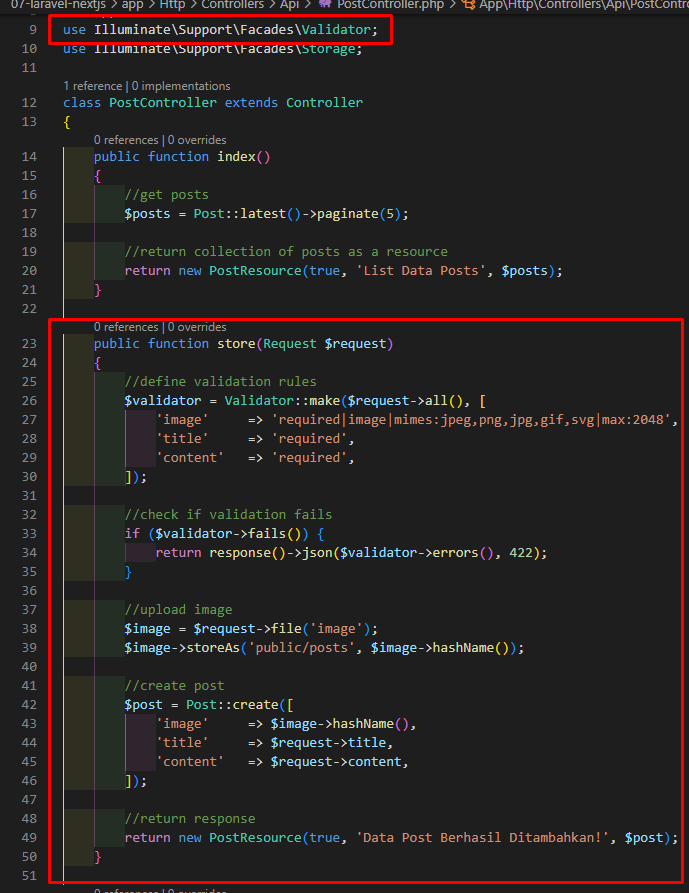 07-laravel-nextjs > app > Http > Controllers > Api > PostController.php > App\Http\Controllers\Api\PostContro
9 use Illuminate\Support\Facades\Validator;
10 use Illuminate\Support\Facades\Storage;
11
1 reference | 0 implementations
12 class PostController extends Controller
13 {
0 references | 0 overrides
14 public function index()
15 {
16 //get posts
17 $posts = Post::latest()->paginate(5);
18
19 //return collection of posts as a resource
20 return new PostResource(true, 'List Data Posts', $posts);
21 }
22
0 references | 0 overrides
23 public function store(Request $request)
24 {
25 //define validation rules
26 $validator = Validator::make($request->all(), [
27 'image' => 'required|image|mimes:jpeg,png,jpg,gif,svg|max:2048',
28 'title' => 'required',
29 'content' => 'required',
30 ]);
31
32 //check if validation fails
33 if ($validator->fails()) {
34 return response()->json($validator->errors(), 422);
35 }
36
37 //upload image
38 $image = $request->file('image');
39 $image->storeAs('public/posts', $image->hashName());
40
41 //create post
42 $post = Post::create([
43 'image' => $image->hashName(),
44 'title' => $request->title,
45 'content' => $request->content,
46 ]);
47
48 //return response
49 return new PostResource(true, 'Data Post Berhasil Ditambahkan!', $post);
50 }
51
0 references | 0 overrides